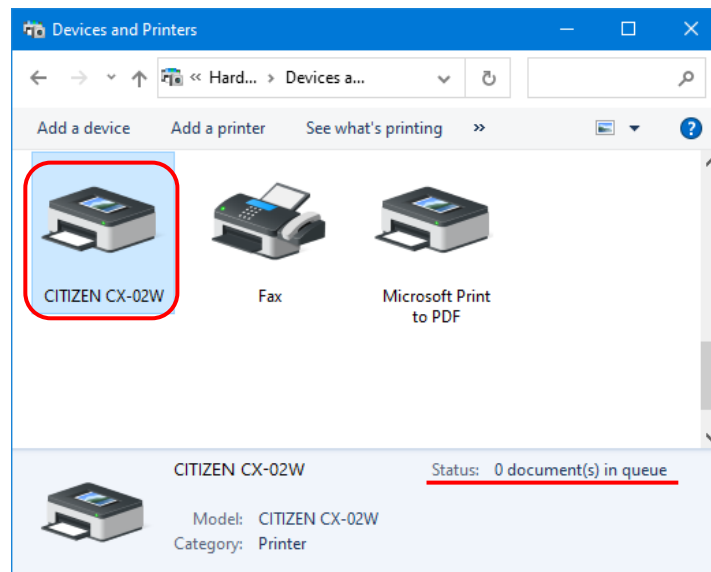 Devices and Printers
« Hard... › Devices a...
Add a device Add a printer See what's printing »
CITIZEN CX-02W
Fax
Microsoft Print
to PDF
CITIZEN CX-02W Status: 0 document(s) in queue
Model: CITIZEN CX-02W
Category: Printer